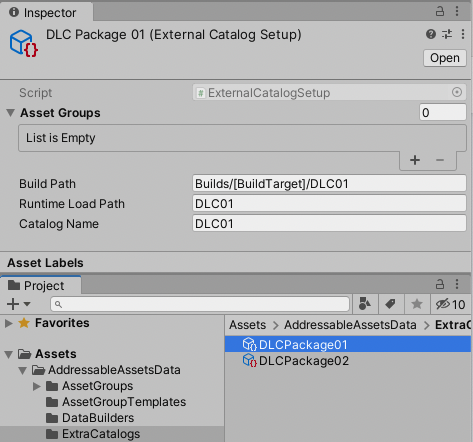 Inspector
DLC Package 01 (External Catalog Setup)
Open
Script ExternalCatalogSetup
Asset Groups 0
List is Empty
Build Path Builds/[BuildTarget]/DLC01
Runtime Load Path DLC01
Catalog Name DLC01
Asset Labels
Project
10
Favorites
Assets
AddressableAssetsData
AssetGroups
AssetGroupTemplates
DataBuilders
ExtraCatalogs
Assets > AddressableAssetsData > ExtraC
DLCPackage01
DLCPackage02